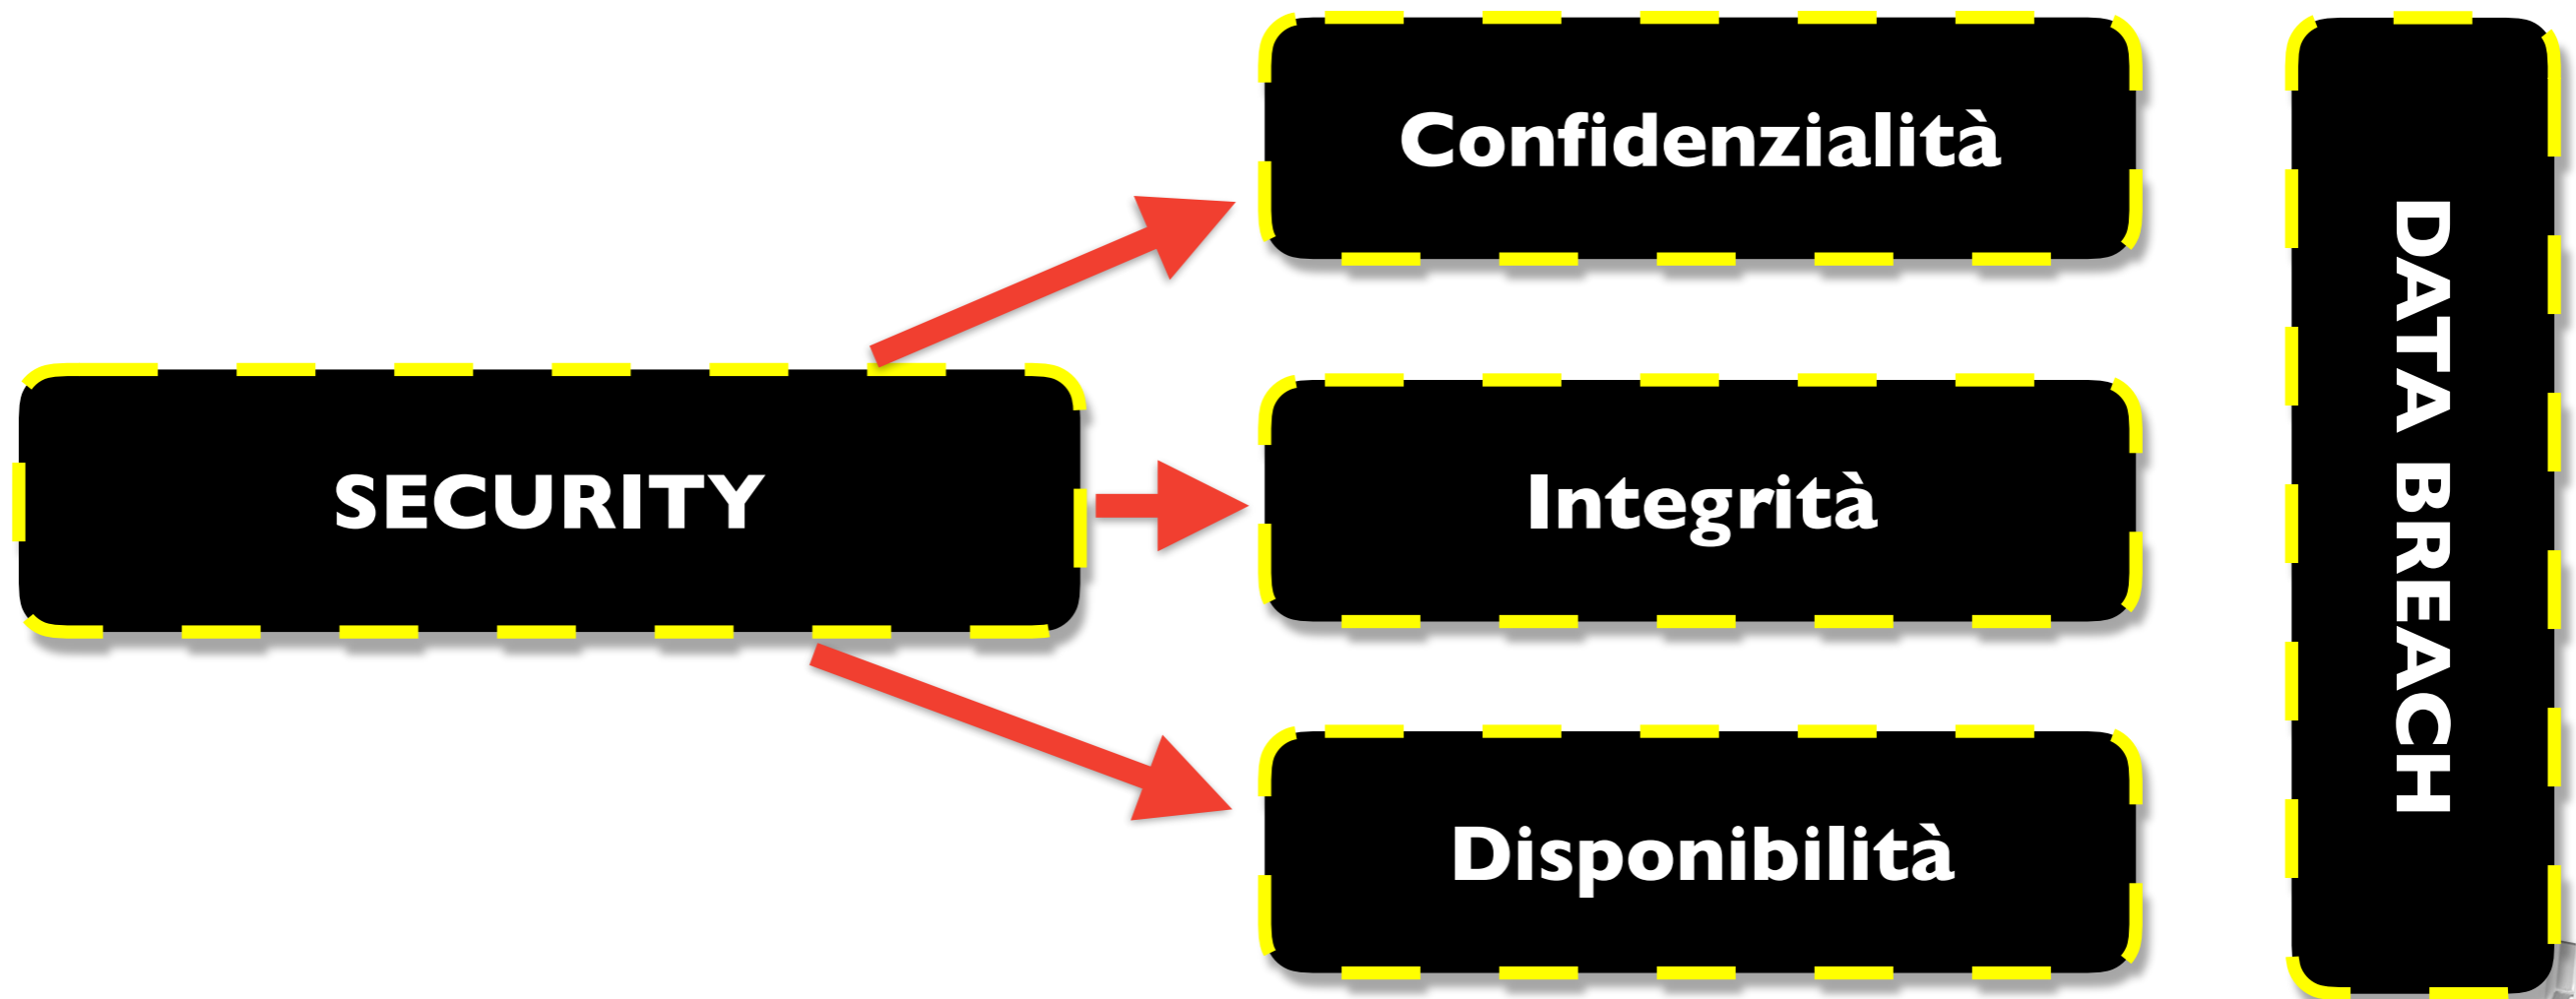 Confidenzialità
SECURITY
Integrità
Disponibilità
DATA BREACH